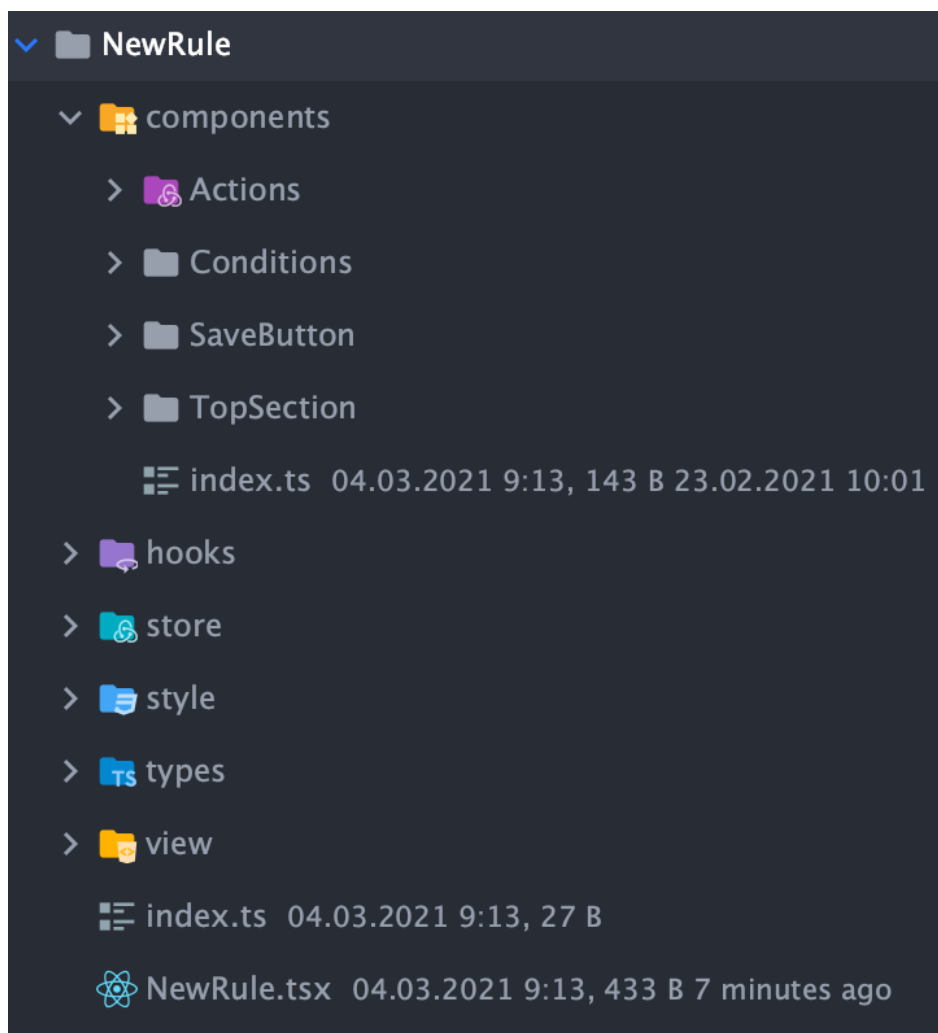 NewRule
components
Actions
Conditions
SaveButton
TopSection
index.ts 04.03.2021 9:13, 143 B 23.02.2021 10:01
hooks
store
style
TS types
view
index.ts 04.03.2021 9:13, 27 B
NewRule.tsx 04.03.2021 9:13, 433 B 7 minutes ago